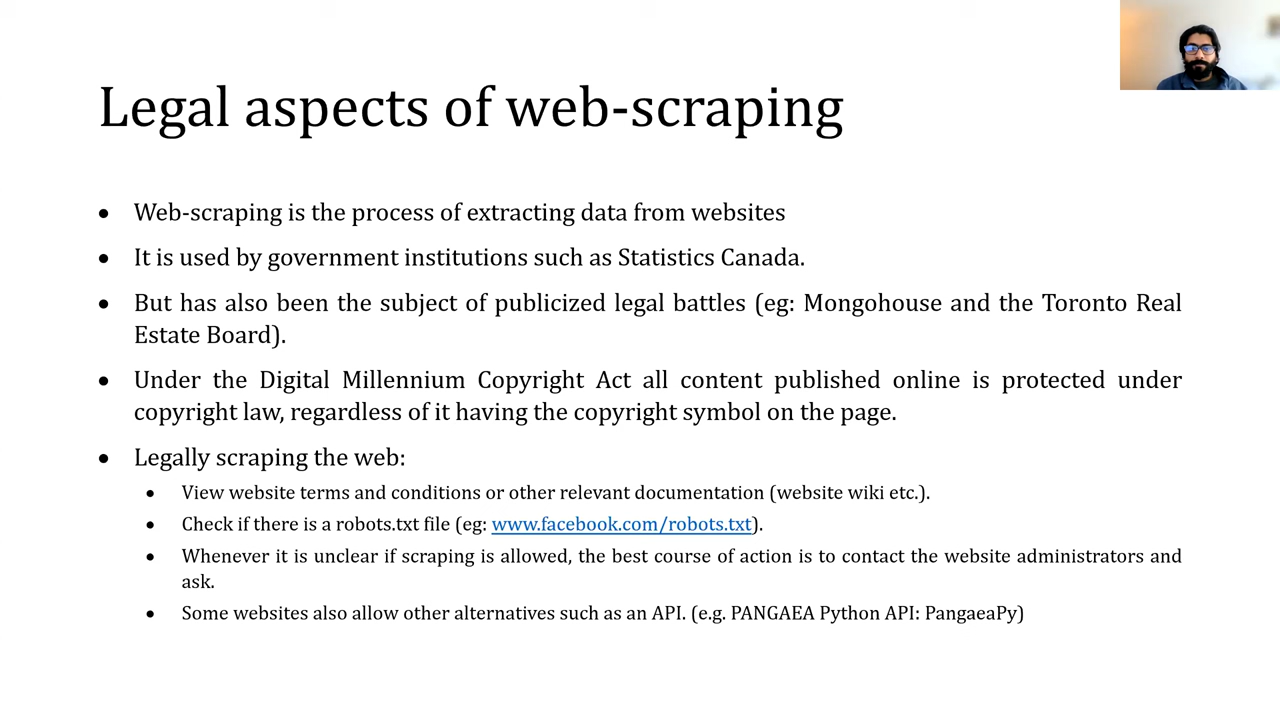 Legal aspects of web-scraping
• Web-scraping is the process of extracting data from websites
• It is used by government institutions such as Statistics Canada.
• But has also been the subject of publicized legal battles (eg: Mongohouse and the Toronto Real
Estate Board).
• Under the Digital Millennium Copyright Act all content published online is protected under
copyright law, regardless of it having the copyright symbol on the page.
• Legally scraping the web:
• View website terms and conditions or other relevant documentation (website wiki etc.).
• Check if there is a robots.txt file (eg: www.facebook.com/robots.txt).
• Whenever it is unclear if scraping is allowed, the best course of action is to contact the website administrators and
ask.
• Some websites also allow other alternatives such as an API. (e.g. PANGAEA Python API: PangaeaPy)